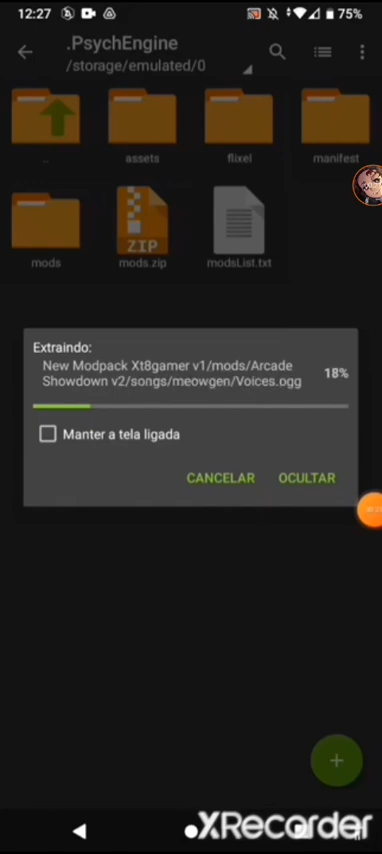 12:27
75%
.PsychEngine
/storage/emulated/0
..
assets
flixel
manifest
mods
ZIP
mods.zip
modsList.txt
Extraindo:
New Modpack Xt8gamer v1/mods/Arcade
Showdown v2/songs/meowgen/Voices.ogg
18%
Manter a tela ligada
CANCELAR
OCULTAR
XRecorder